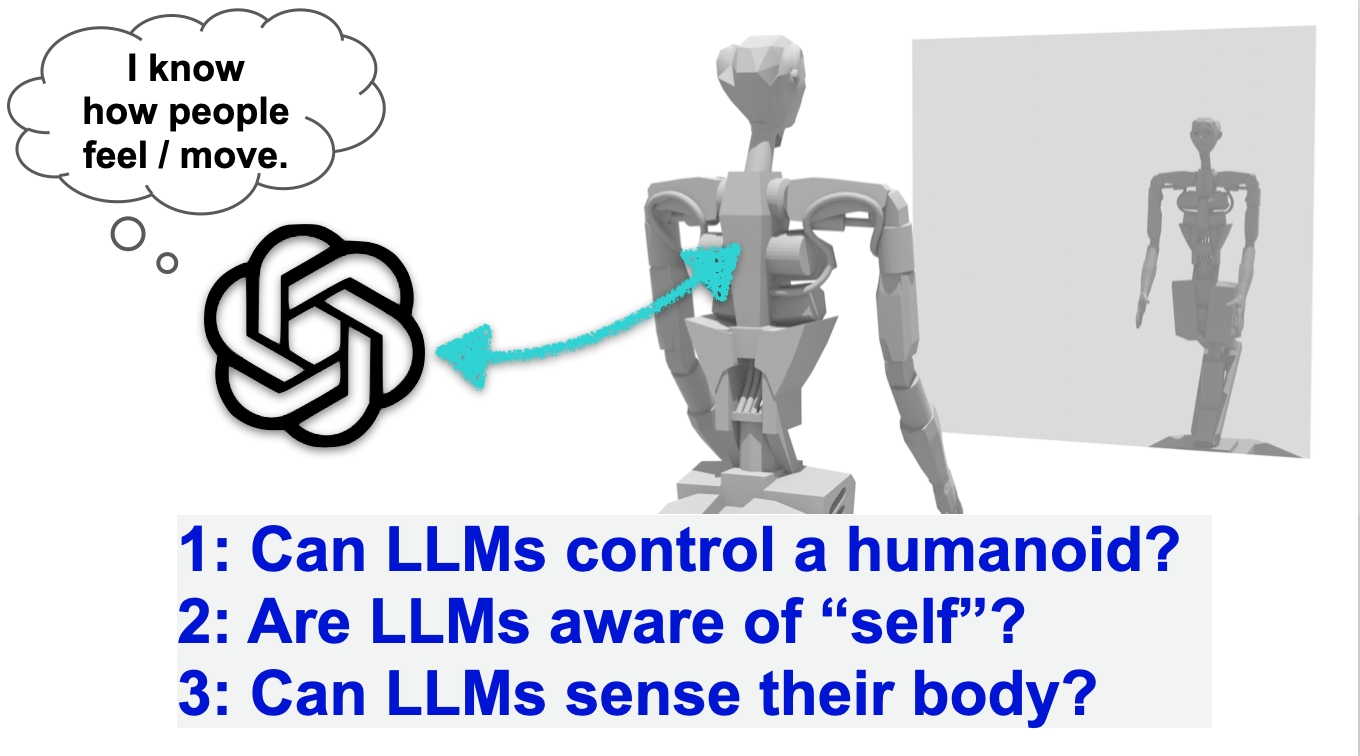 I know
how people
feel / move.
1: Can LLMs control a humanoid?
2: Are LLMs aware of “self”?
3: Can LLMs sense their body?